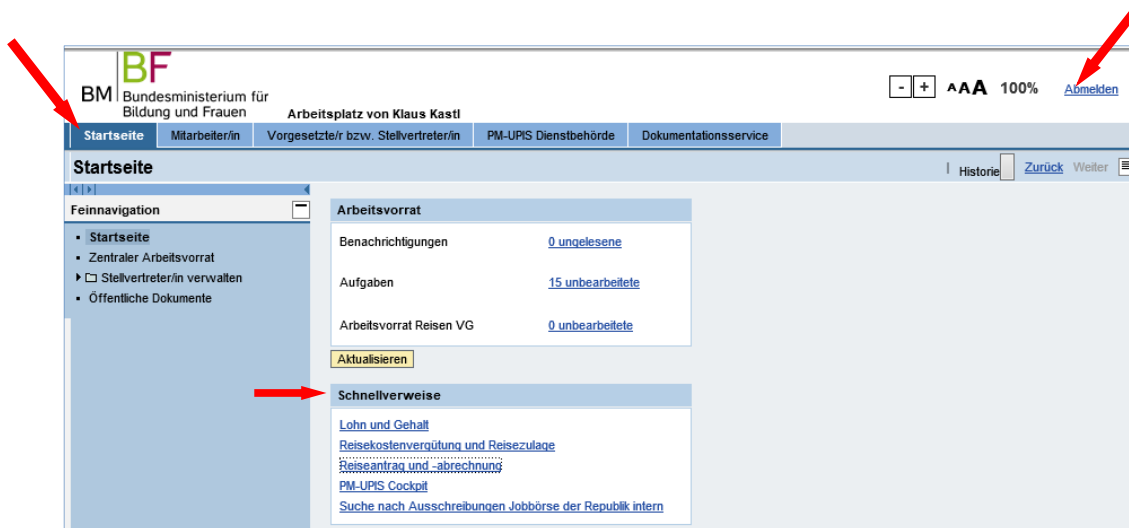 BF
BM Bundesministerium für
Bildung und Frauen
Arbeitsplatz von Klaus Kastl
- + A A A 100% Abmelden
Startseite Mitarbeiter/in Vorgesetzte/r bzw. Stellvertreter/in PM-UPIS Dienstbehörde Dokumentationsservice
Startseite
| Historie Zurück Weiter
Feinnavigation
Startseite
Zentraler Arbeitsvorrat
Stellvertreter/in verwalten
Öffentliche Dokumente
Arbeitsvorrat
Benachrichtigungen 0 ungelesene
Aufgaben 15 unbearbeitete
Arbeitsvorrat Reisen VG 0 unbearbeitete
Aktualisieren
Schnellverweise
Lohn und Gehalt
Reisekostenvergütung und Reisezulage
Reiseantrag und -abrechnung
PM-UPIS Cockpit
Suche nach Ausschreibungen Jobbörse der Republik intern